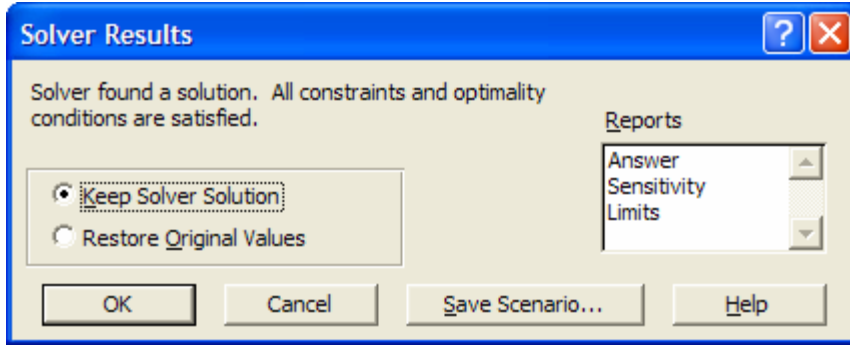 Solver Results
?
Solver found a solution. All constraints and optimality
conditions are satisfied.
Reports
Answer
Sensitivity
Limits
Keep Solver Solution
Restore Original Values
OK
Cancel
Save Scenario...
Help